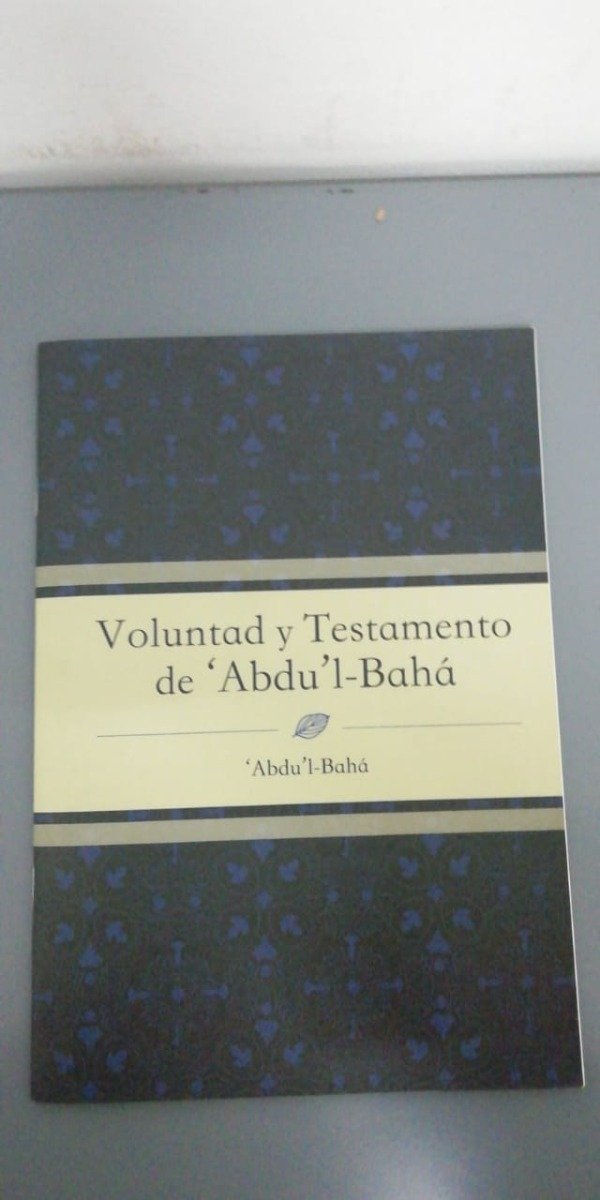 Voluntad y Testamento
de ‘Abdu’l-Bahá
‘Abdu’l-Bahá